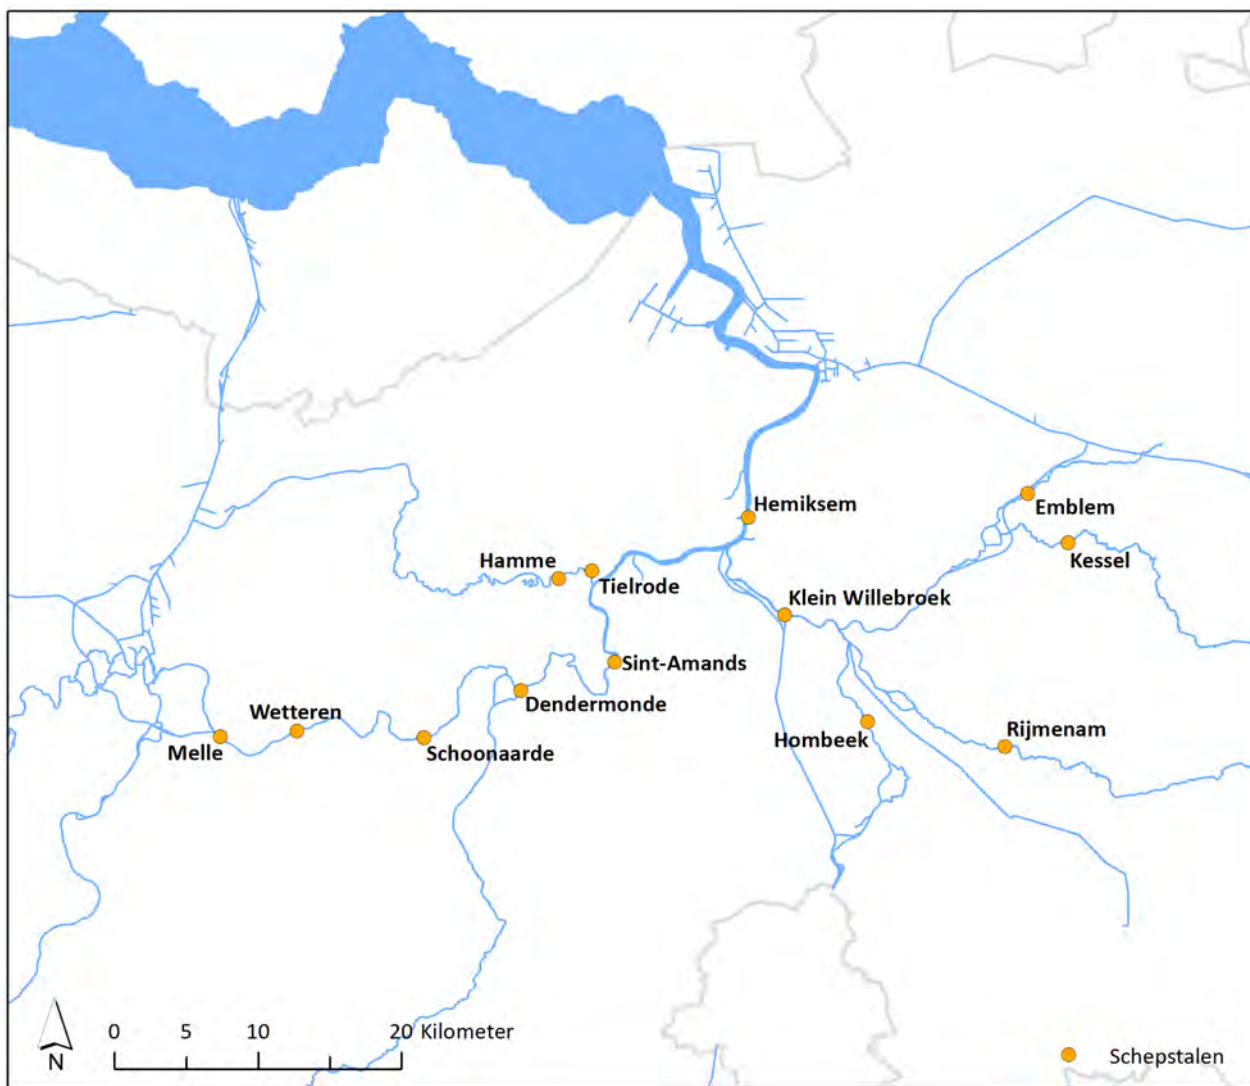 Hemiksem
Emblem
Hamme
Tielrode
Kessel
Klein Willebroek
Sint-Amands
Dendermonde
Wetteren
Melle
Schoonaarde
Hombeek
Rijmenam
N
0 5 10 20 Kilometer
Schepstalen